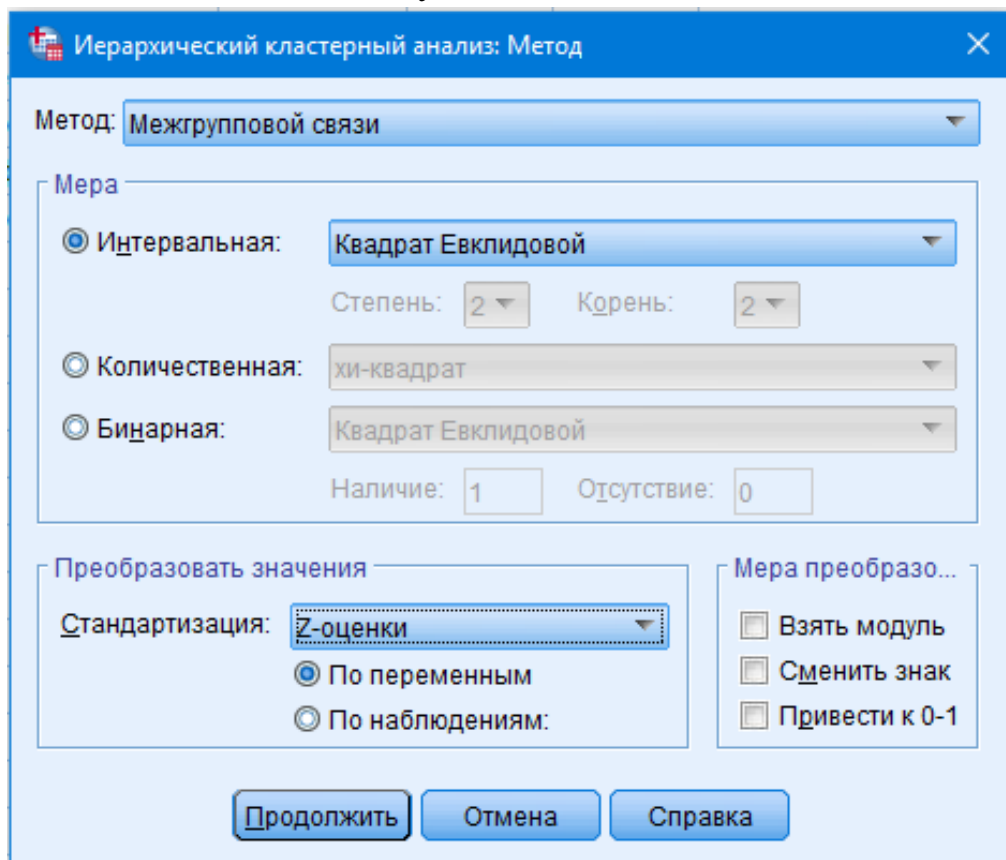 Иерархический кластерный анализ: Метод
Метод: Межгрупповой связи
Мера
Интервальная: Квадрат Евклидовой
Степень: 2 Корень: 2
Количественная: хи-квадрат
Бинарная: Квадрат Евклидовой
Наличие: 1 Отсутствие: 0
Преобразовать значения
Стандартизация: Z-оценки
По переменным
По наблюдениям:
Мера преобразо...
Взять модуль
Сменить знак
Привести к 0-1
Продолжить Отмена Справка